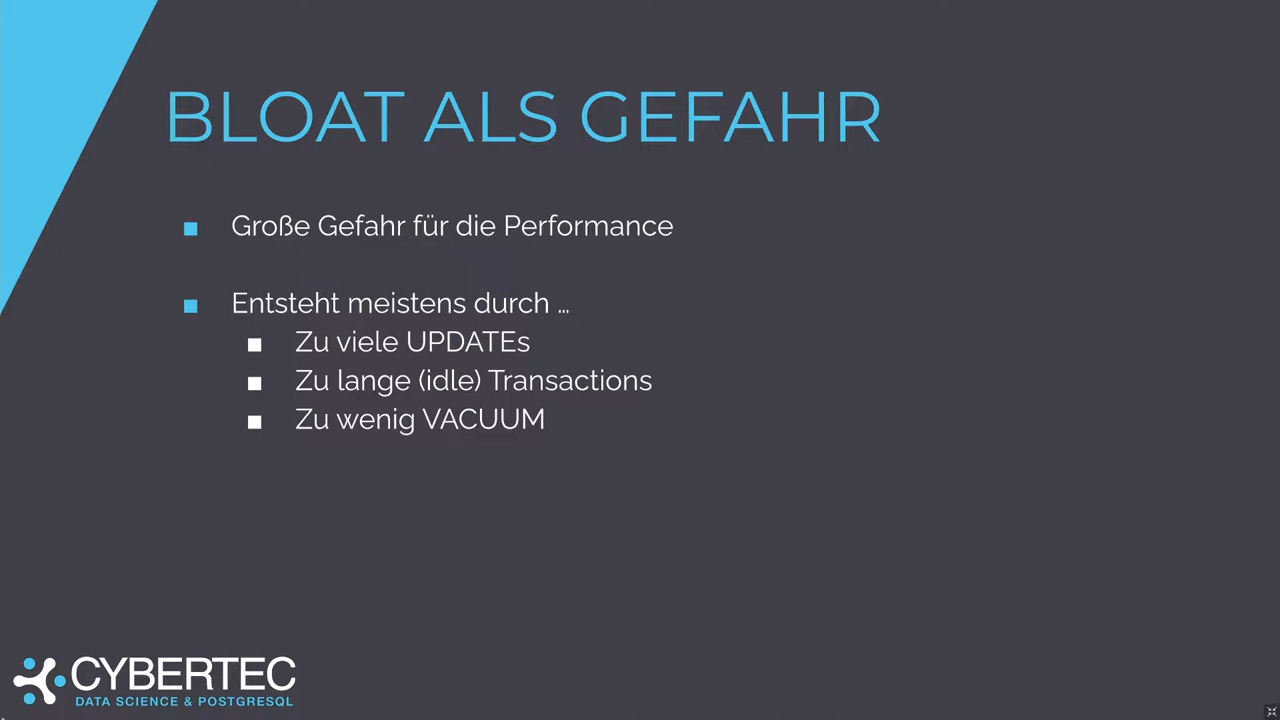 BLOAT ALS GEFAHR
Große Gefahr für die Performance
Entsteht meistens durch …
Zu viele UPDATEs
Zu lange (idle) Transactions
Zu wenig VACUUM
CYBERTEC
DATA SCIENCE & POSTGRESQL